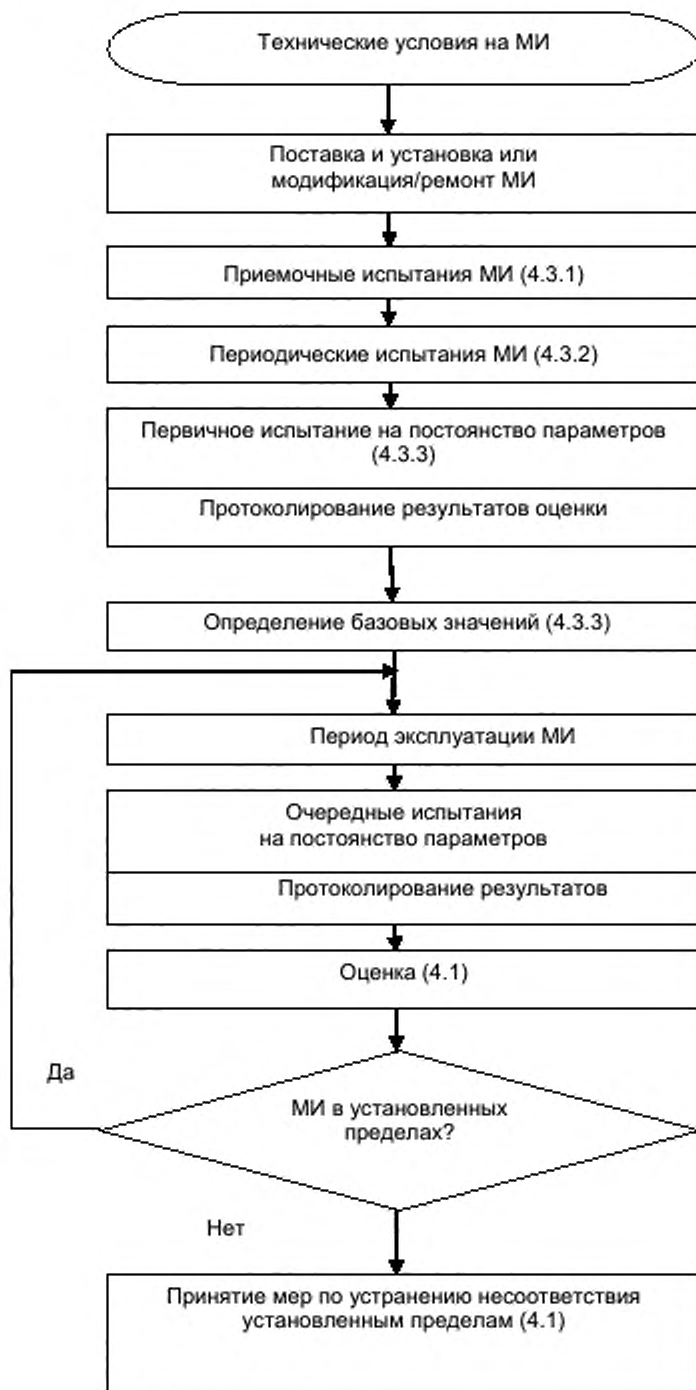 Технические условия на МИ
Поставка и установка или
модификация/ремонт МИ
Приемочные испытания МИ (4.3.1)
Периодические испытания МИ (4.3.2)
Первичное испытание на постоянство параметров
(4.3.3)
Протоколирование результатов оценки
Определение базовых значений (4.3.3)
Период эксплуатации МИ
Очередные испытания
на постоянство параметров
Протоколирование результатов
Оценка (4.1)
Да
МИ в установленных
пределах?
Нет
Принятие мер по устранению несоответствия
установленным пределам (4.1)